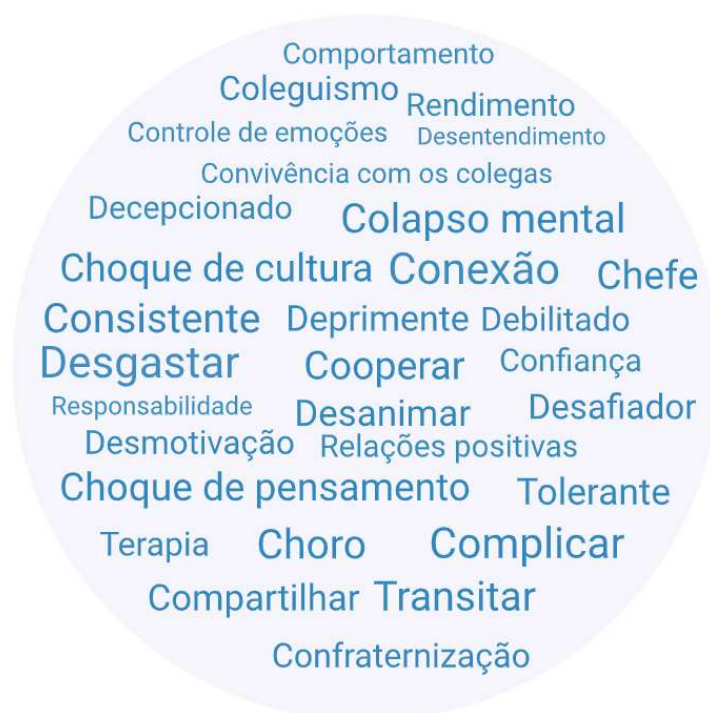 Comportamento
Coleguismo Rendimento
Controle de emoções Desentendimento
Convivência com os colegas
Decepcionado Colapso mental
Choque de cultura Conexão Chefe
Consistente Deprimente Debilitado
Desgastar Cooperar Confiança
Responsabilidade Desanimar Desafiador
Desmotivação Relações positivas
Choque de pensamento Tolerante
Terapia Choro Complicar
Compartilhar Transitar
Confraternização